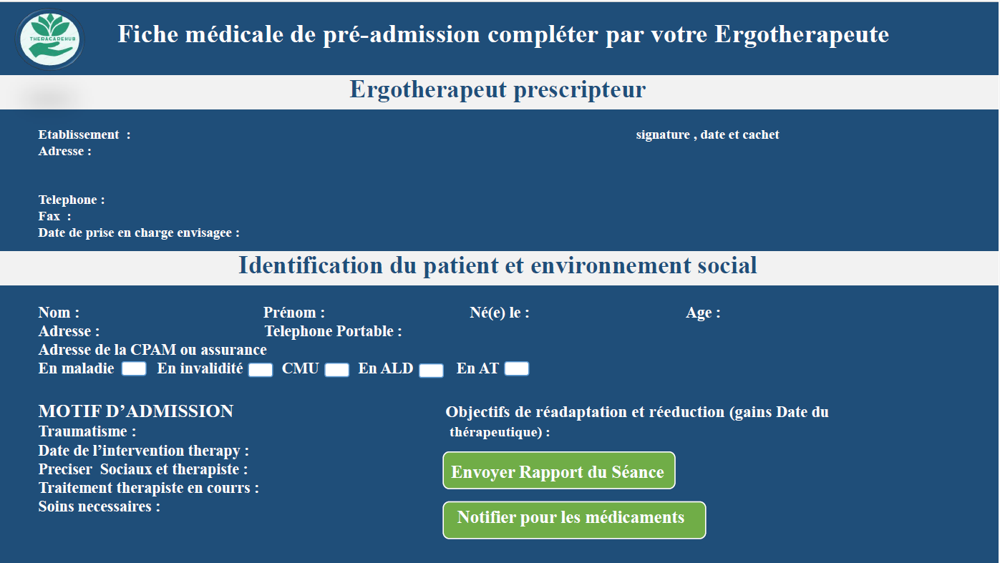 THERACAREHUB
Fiche médicale de pré-admission compléter par votre Ergotherapeute
Ergotherapeut prescripteur
Etablissement :
signature , date et cachet
Adresse :
Telephone :
Fax :
Date de prise en charge envisagee :
Identification du patient et environnement social
Nom : Prénom : Né(e) le : Age :
Adresse : Telephone Portable :
Adresse de la CPAM ou assurance
En maladie En invalidité CMU En ALD En AT
MOTIF D’ADMISSION
Traumatisme :
Date de l’intervention therapy :
Preciser Sociaux et therapiste :
Traitement therapiste en courrs :
Soins necessaires :
Objectifs de réadaptation et réeduction (gains Date du
thérapeutique) :
Envoyer Rapport du Séance
Notifier pour les médicaments